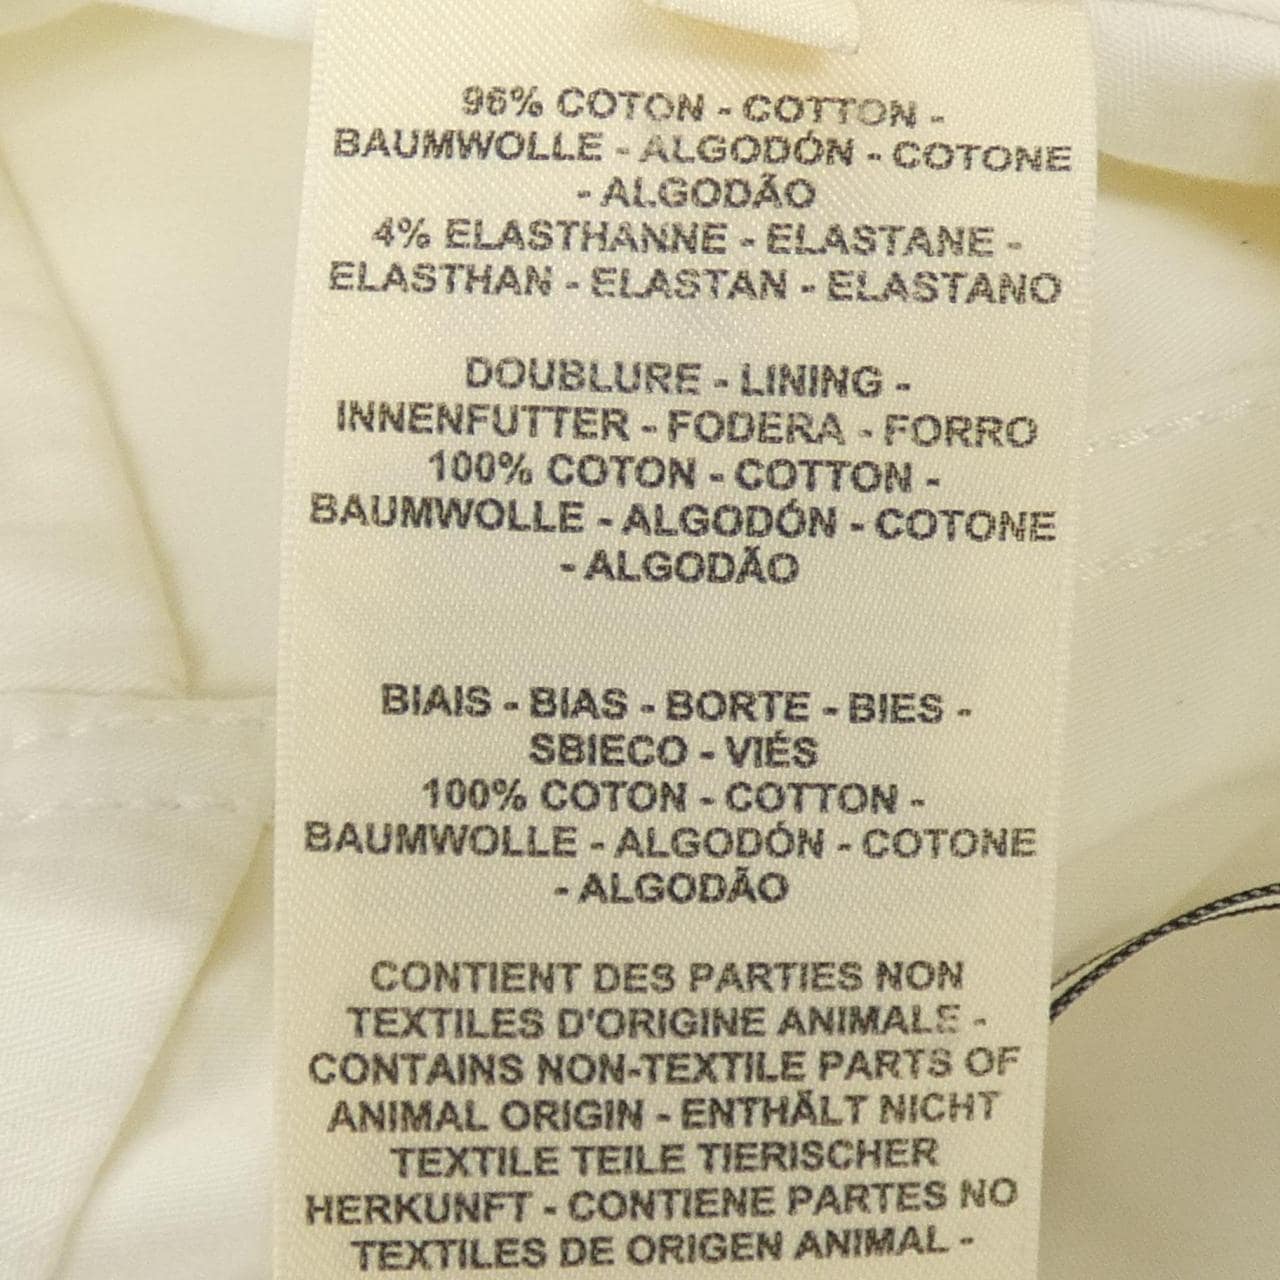 96% COTON - COTTON -
BAUMWOLLE - ALGODÓN - COTONE
- ALGODÃO
4% ELASTHANNE - ELASTANE -
ELASTHAN - ELASTAN - ELASTANO
DOUBLURE - LINING -
INNENFUTTER - FODERA - FORRO
100% COTON - COTTON -
BAUMWOLLE - ALGODÓN - COTONE
- ALGODÃO
BIAIS - BIAS - BORTE - BIES -
SBIECO - VIÉS
100% COTON - COTTON -
BAUMWOLLE - ALGODÓN - COTONE
- ALGODÃO
CONTIENT DES PARTIES NON
TEXTILES D'ORIGINE ANIMALE -
CONTAINS NON-TEXTILE PARTS OF
ANIMAL ORIGIN - ENTHÄLT NICHT
TEXTILE TEILE TIERISCHER
HERKUNFT - CONTIENE PARTES NO
TEXTILES DE ORIGEN ANIMAL -